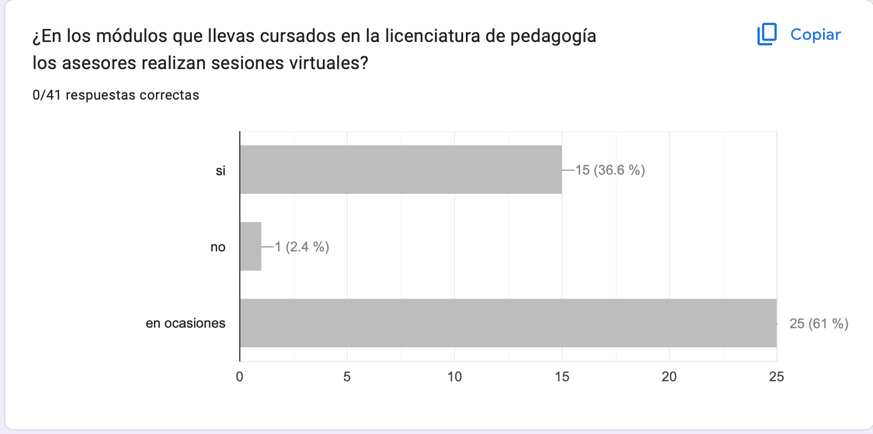 ¿En los módulos que llevas cursados en la licenciatura de pedagogía
los asesores realizan sesiones virtuales?
Copiar
0/41 respuestas correctas
si
15 (36.6 %)
no
1 (2.4 %)
en ocasiones
25 (61 %)
0 5 10 15 20 25